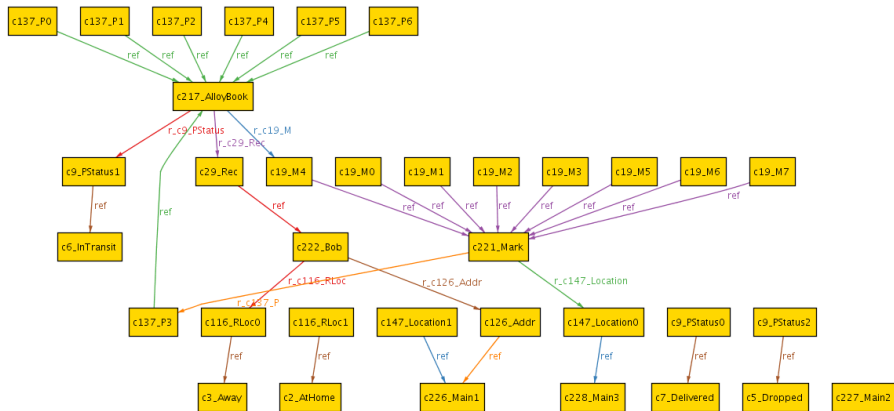 c137_P0 c137_P1 c137_P2 c137_P4 c137_P5 c137_P6
ref ref ref ref ref ref
c217_AlloyBook
r_c9_PStatus r_c29_Rec r_c19_M
c9_PStatus1 c29_Rec c19_M4 c19_M0 c19_M1 c19_M2 c19_M3 c19_M5 c19_M6 c19_M7
ref ref ref ref ref ref ref ref ref ref ref
c6_InTransit c222_Bob c221_Mark
r_c116_RLoc r_c126_Addr r_c147_Location
r_c137_P
c137_P3 c116_RLoc0 c116_RLoc1 c147_Location1 c126_Addr c147_Location0 c9_PStatus0 c9_PStatus2
ref ref ref ref ref ref ref
c3_Away c2_AtHome c226_Main1 c228_Main3 c7_Delivered c5_Dropped c227_Main2